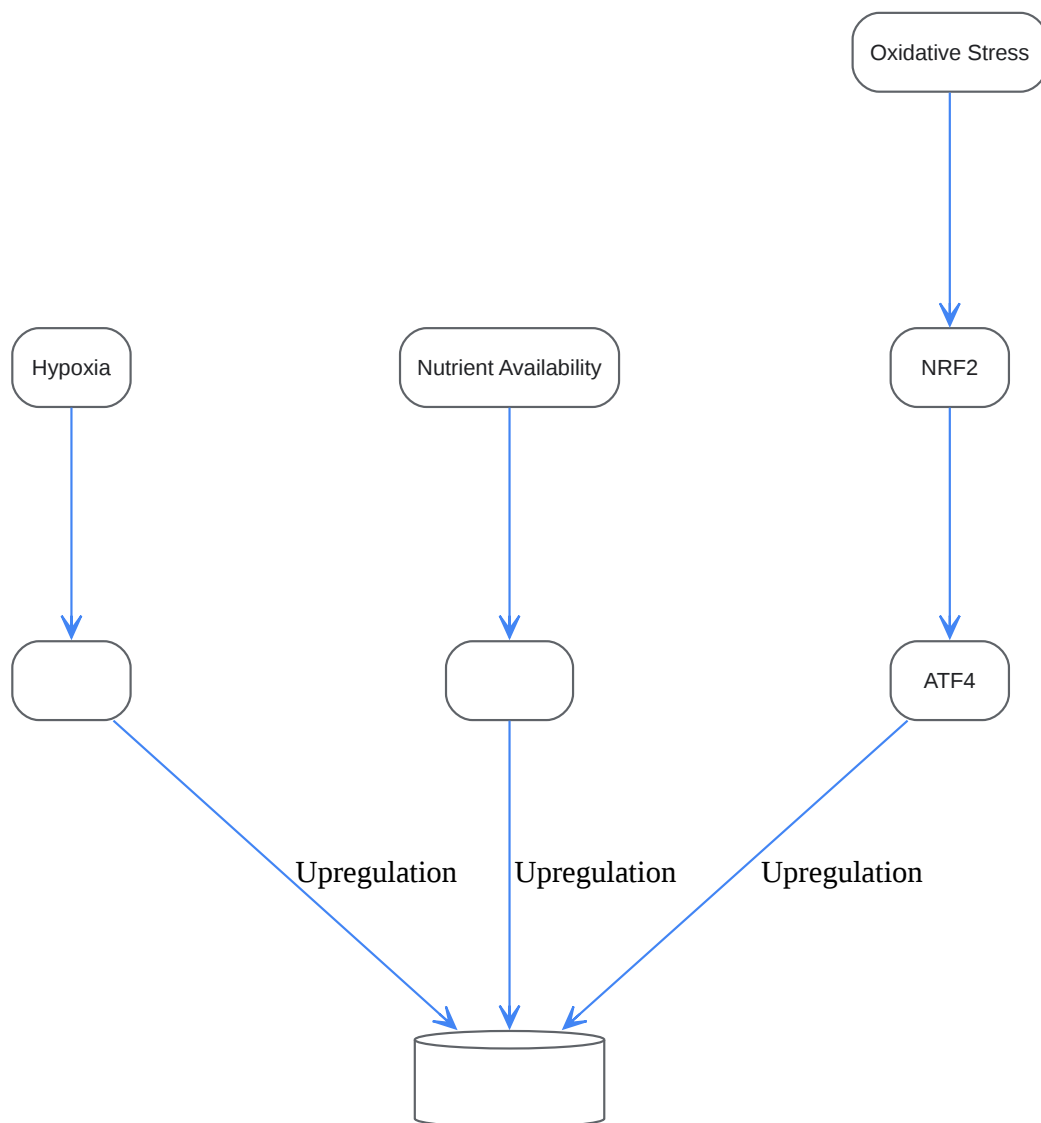 Oxidative Stress
Hypoxia
Nutrient Availability
NRF2
ATF4
Upregulation
Upregulation
Upregulation